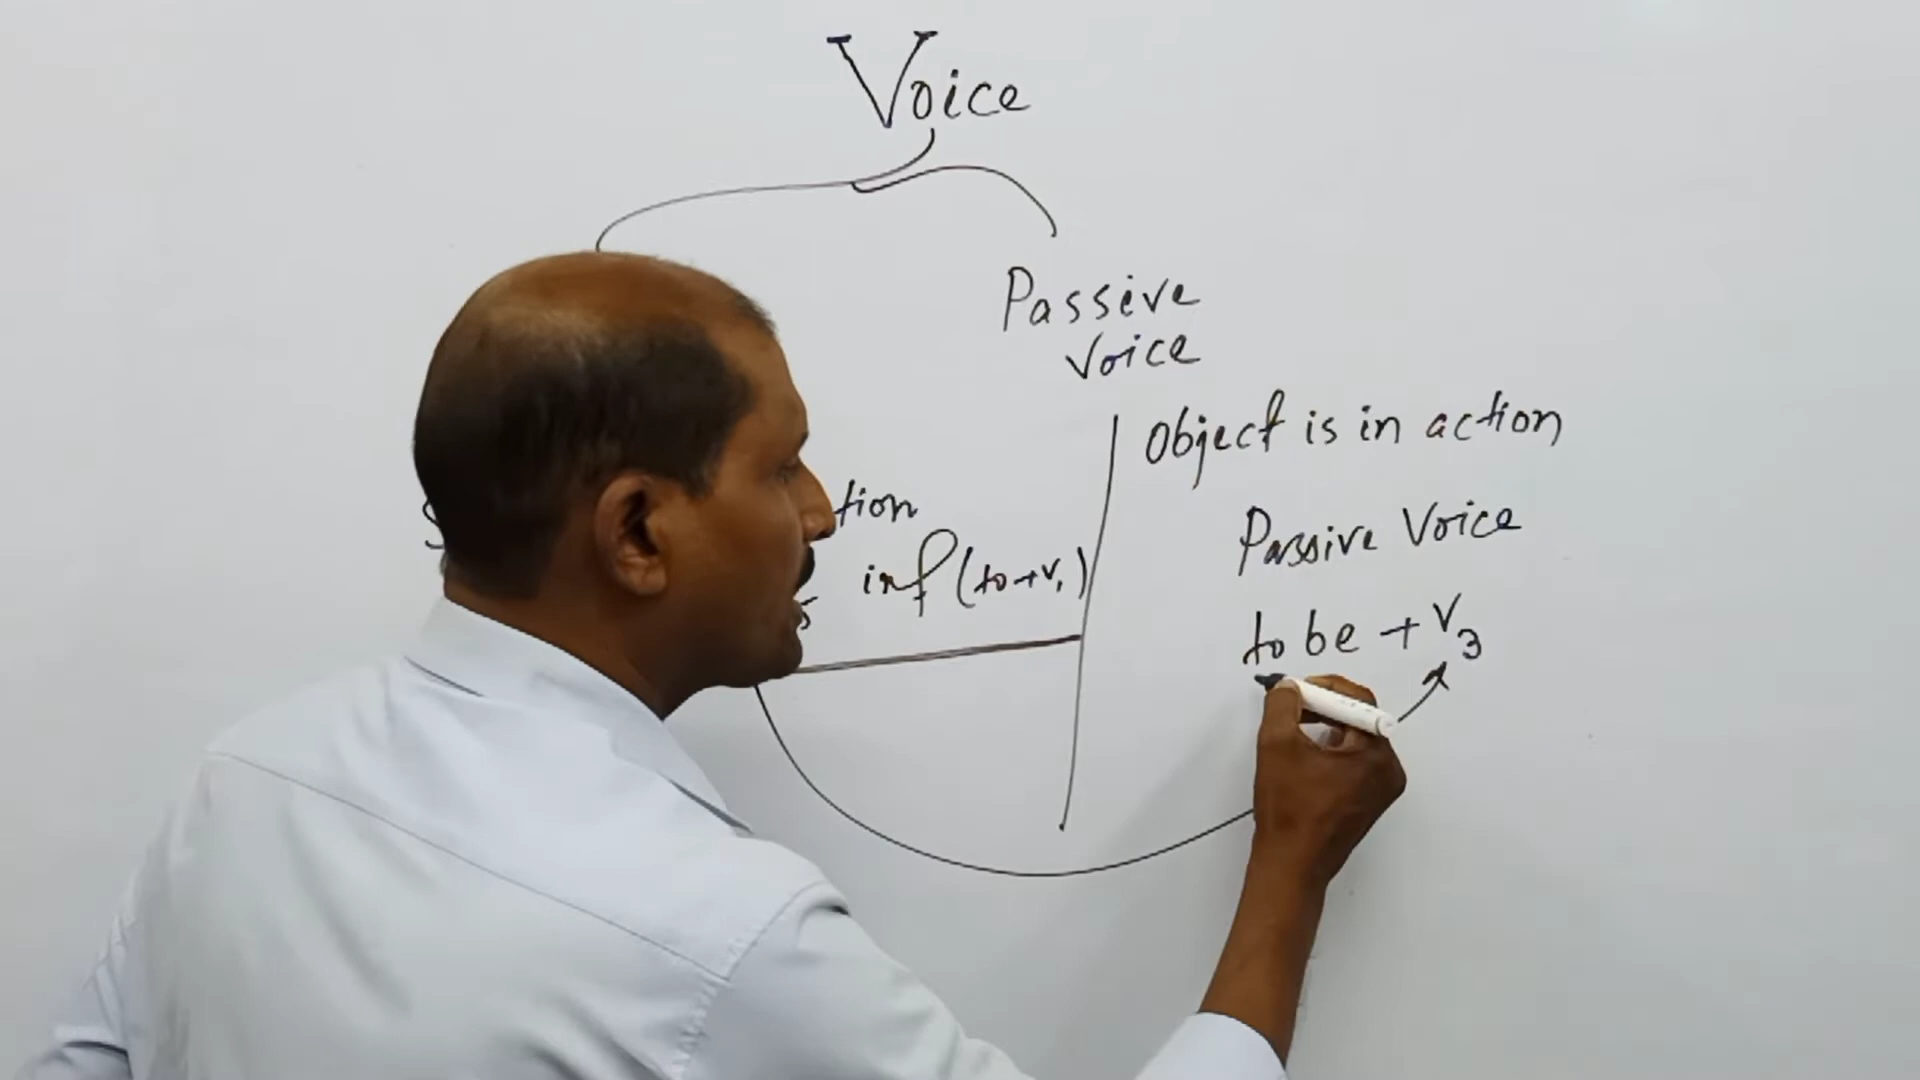 Voice
Passive
Voice
Object is in action
tion
Passive Voice
inf (to+V₁)
to be + V₃